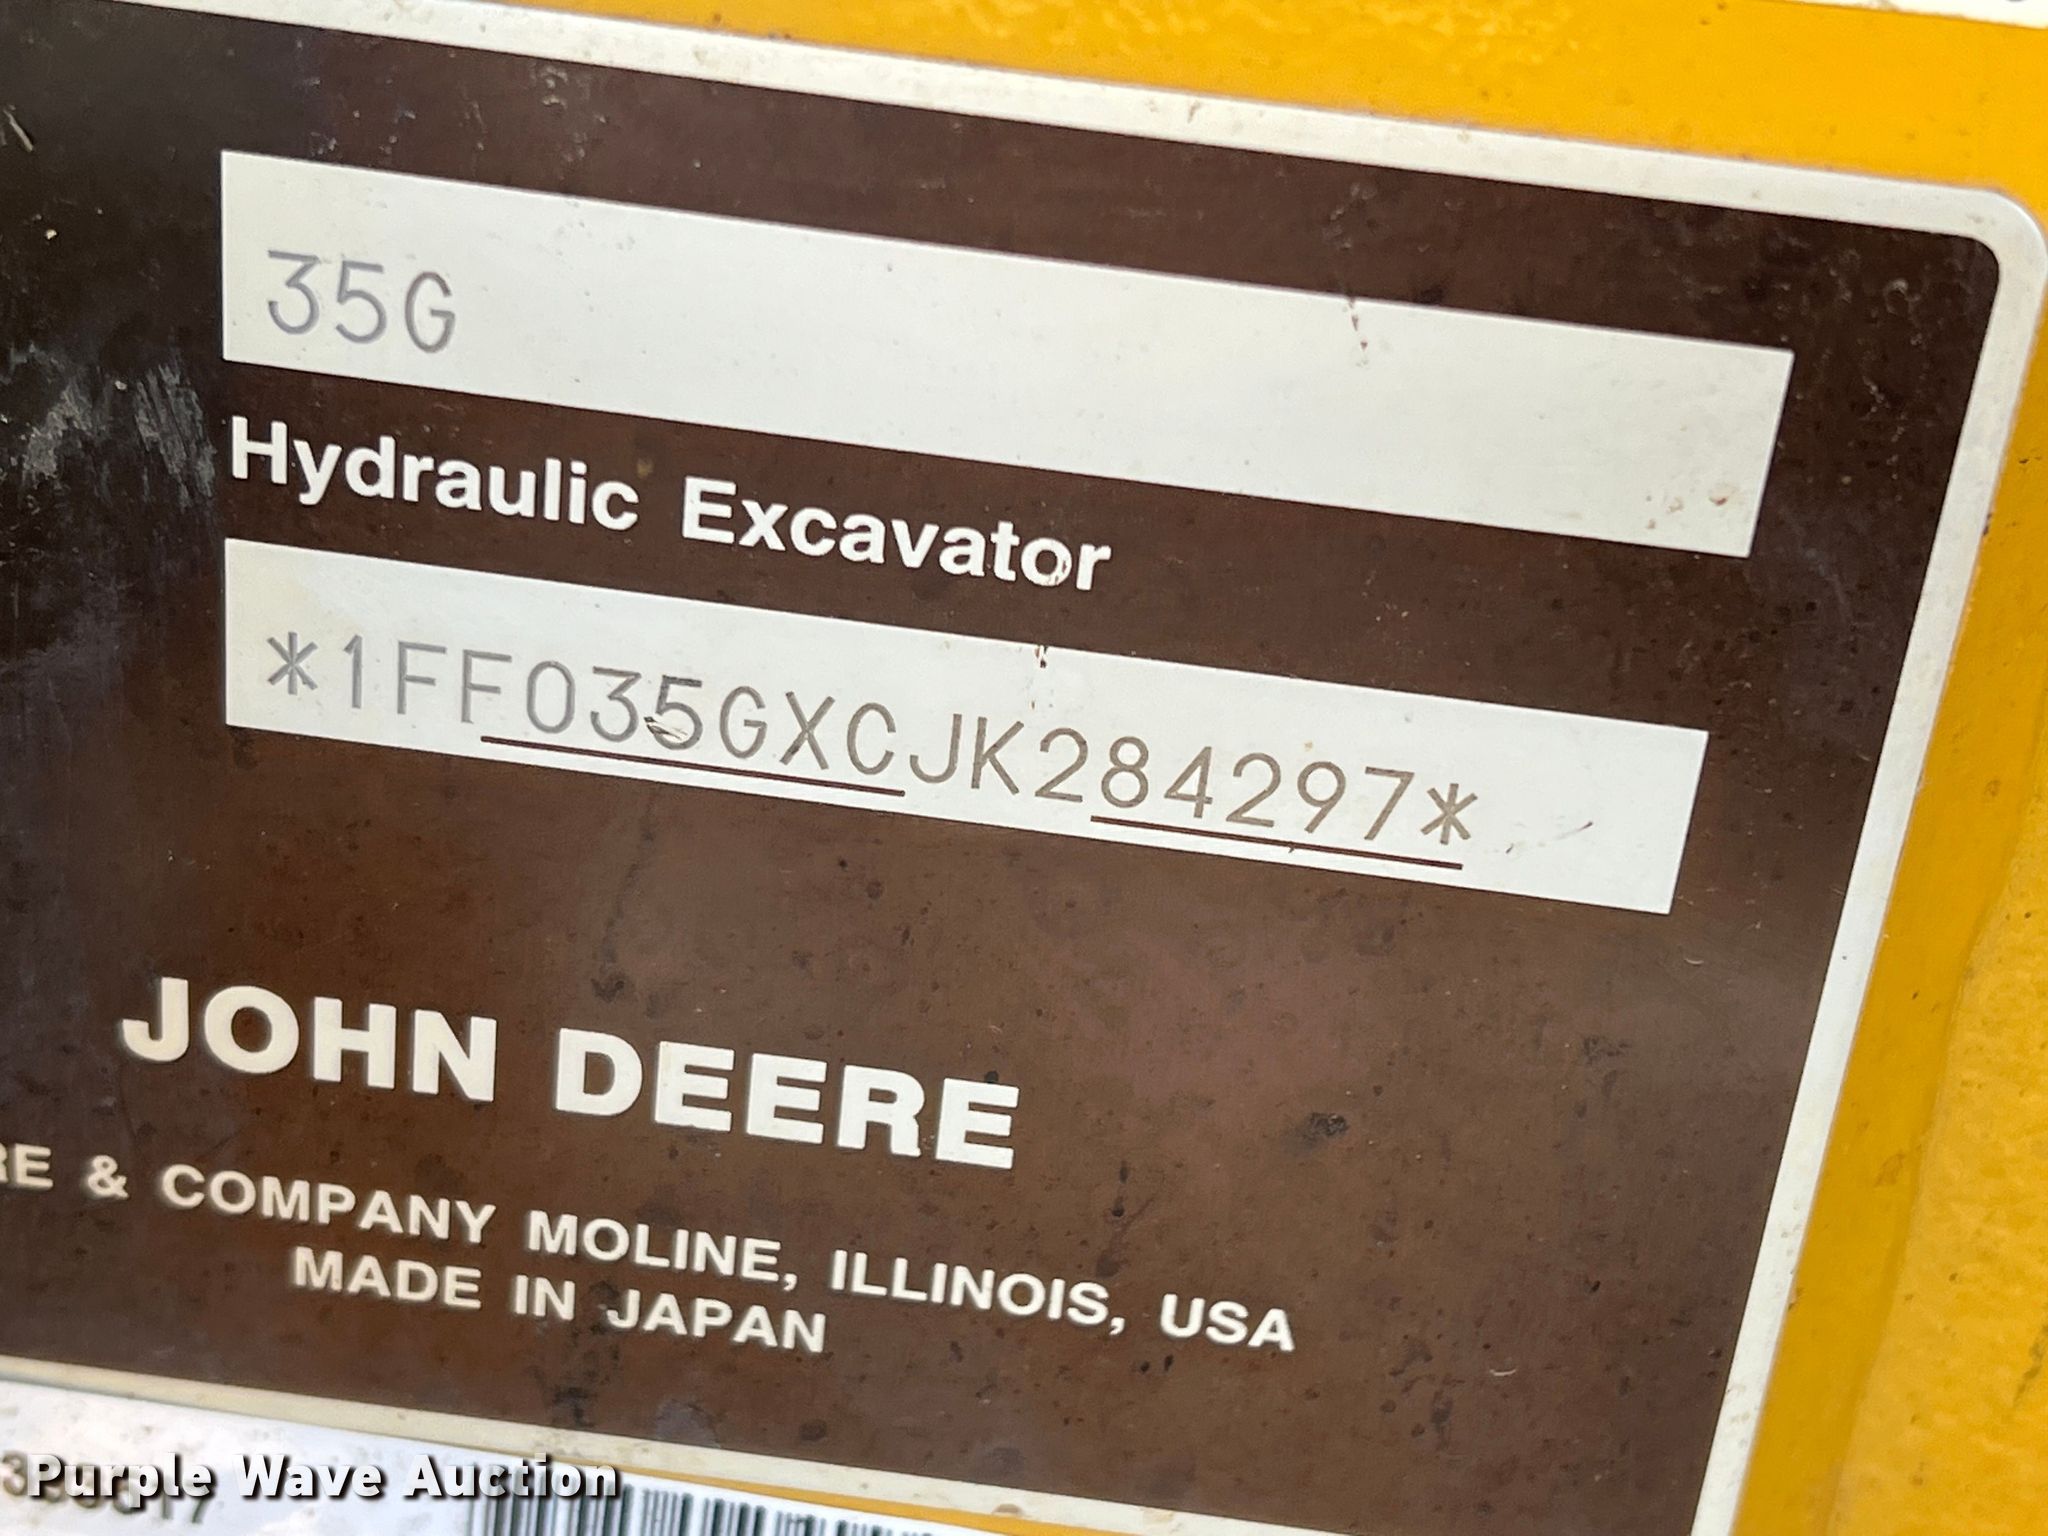 35G
Hydraulic Excavator
*1FF035GXCJK284297*
JOHN DEERE
RE & COMPANY MOLINE, ILLINOIS, USA
MADE IN JAPAN
Purple Wave Auction